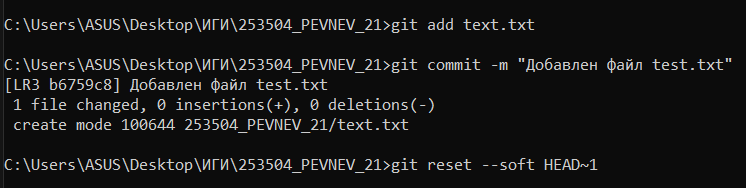 C:\Users\ASUS\Desktop\ИГИ\253504_PEVNEV_21>git add text.txt
C:\Users\ASUS\Desktop\ИГИ\253504_PEVNEV_21>git commit -m "Добавлен файл test.txt"
[LR3 b6759c8] Добавлен файл test.txt
1 file changed, 0 insertions(+), 0 deletions(-)
create mode 100644 253504_PEVNEV_21/text.txt
C:\Users\ASUS\Desktop\ИГИ\253504_PEVNEV_21>git reset --soft HEAD~1